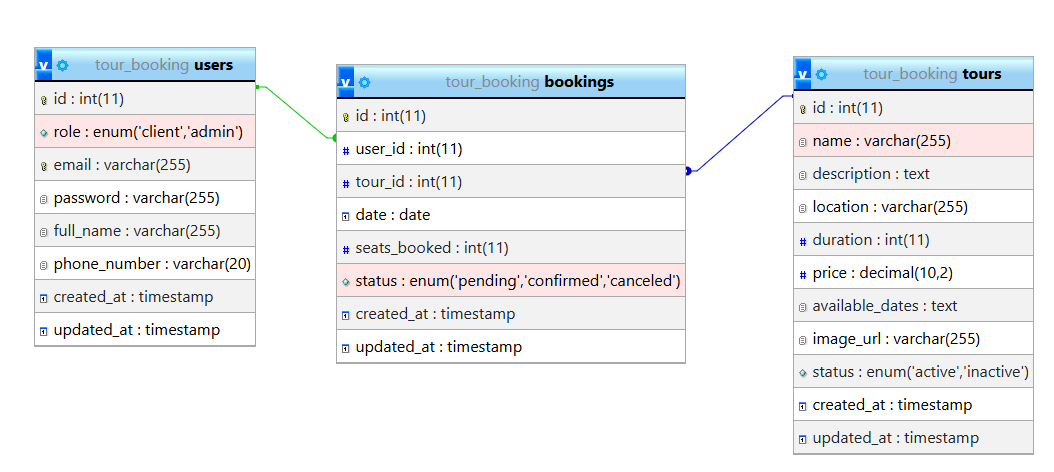 tour_booking users
id : int(11)
role : enum('client','admin')
email : varchar(255)
password : varchar(255)
full_name : varchar(255)
phone_number : varchar(20)
created_at : timestamp
updated_at : timestamp
tour_booking bookings
id : int(11)
user_id : int(11)
tour_id : int(11)
date : date
seats_booked : int(11)
status : enum('pending','confirmed','canceled')
created_at : timestamp
updated_at : timestamp
tour_booking tours
id : int(11)
name : varchar(255)
description : text
location : varchar(255)
duration : int(11)
price : decimal(10,2)
available_dates : text
image_url : varchar(255)
status : enum('active','inactive')
created_at : timestamp
updated_at : timestamp